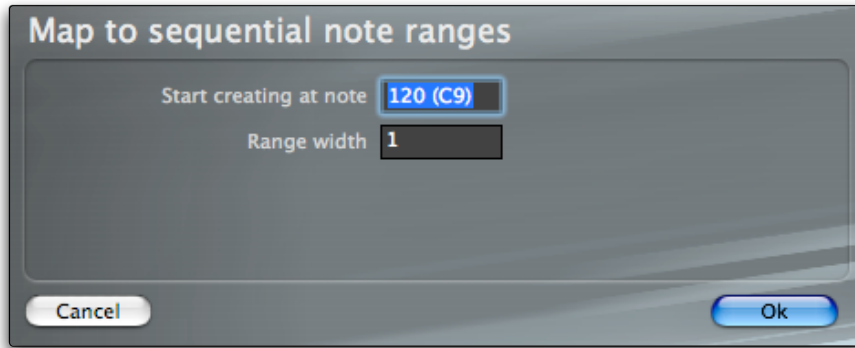 Map to sequential note ranges
Start creating at note 120 (C9)
Range width 1
Cancel Ok